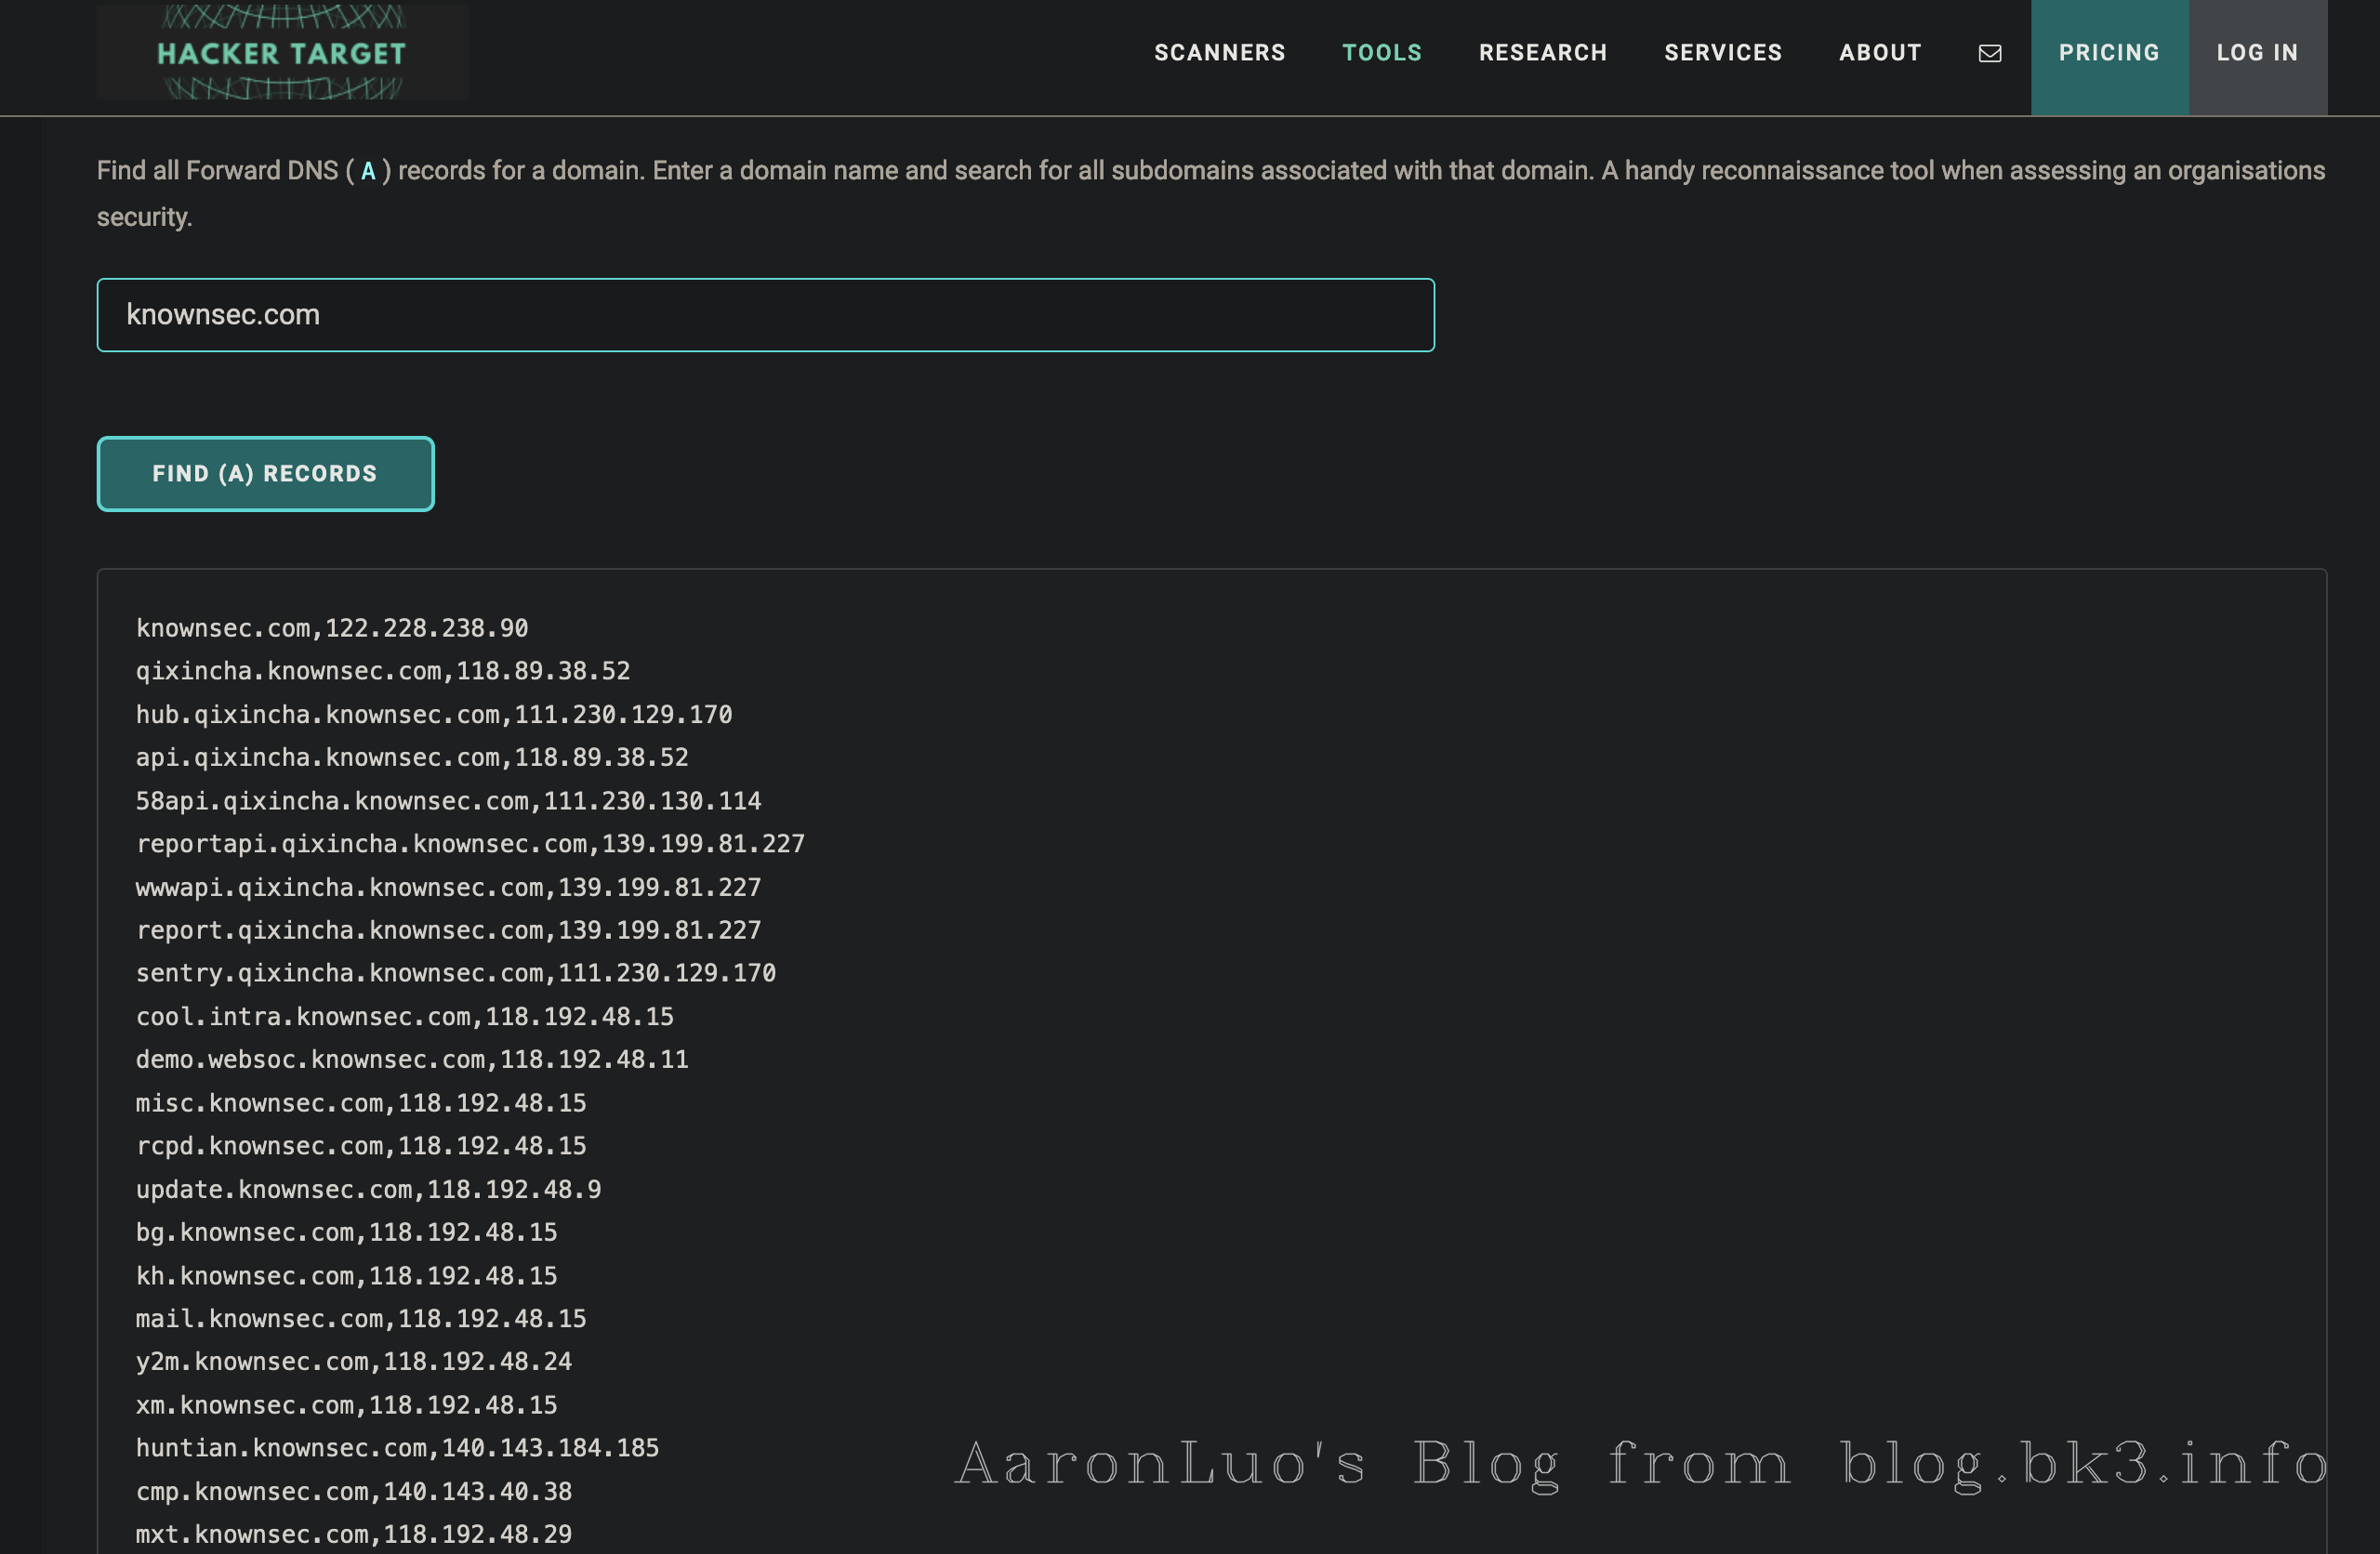 HACKER TARGET
SCANNERS TOOLS RESEARCH SERVICES ABOUT PRICING LOG IN
Find all Forward DNS ( A ) records for a domain. Enter a domain name and search for all subdomains associated with that domain. A handy reconnaissance tool when assessing an organisations
security.
knownsec.com
FIND (A) RECORDS
knownsec.com,122.228.238.90
qixincha.knownsec.com,118.89.38.52
hub.qixincha.knownsec.com,111.230.129.170
api.qixincha.knownsec.com,118.89.38.52
58api.qixincha.knownsec.com,111.230.130.114
reportapi.qixincha.knownsec.com,139.199.81.227
wwwapi.qixincha.knownsec.com,139.199.81.227
report.qixincha.knownsec.com,139.199.81.227
sentry.qixincha.knownsec.com,111.230.129.170
cool.intra.knownsec.com,118.192.48.15
demo.websoc.knownsec.com,118.192.48.11
misc.knownsec.com,118.192.48.15
rcpd.knownsec.com,118.192.48.15
update.knownsec.com,118.192.48.9
bg.knownsec.com,118.192.48.15
kh.knownsec.com,118.192.48.15
mail.knownsec.com,118.192.48.15
y2m.knownsec.com,118.192.48.24
xm.knownsec.com,118.192.48.15
huntian.knownsec.com,140.143.184.185
cmp.knownsec.com,140.143.40.38
mxt.knownsec.com,118.192.48.29
AaronLuo's Blog from blog.bk3.info